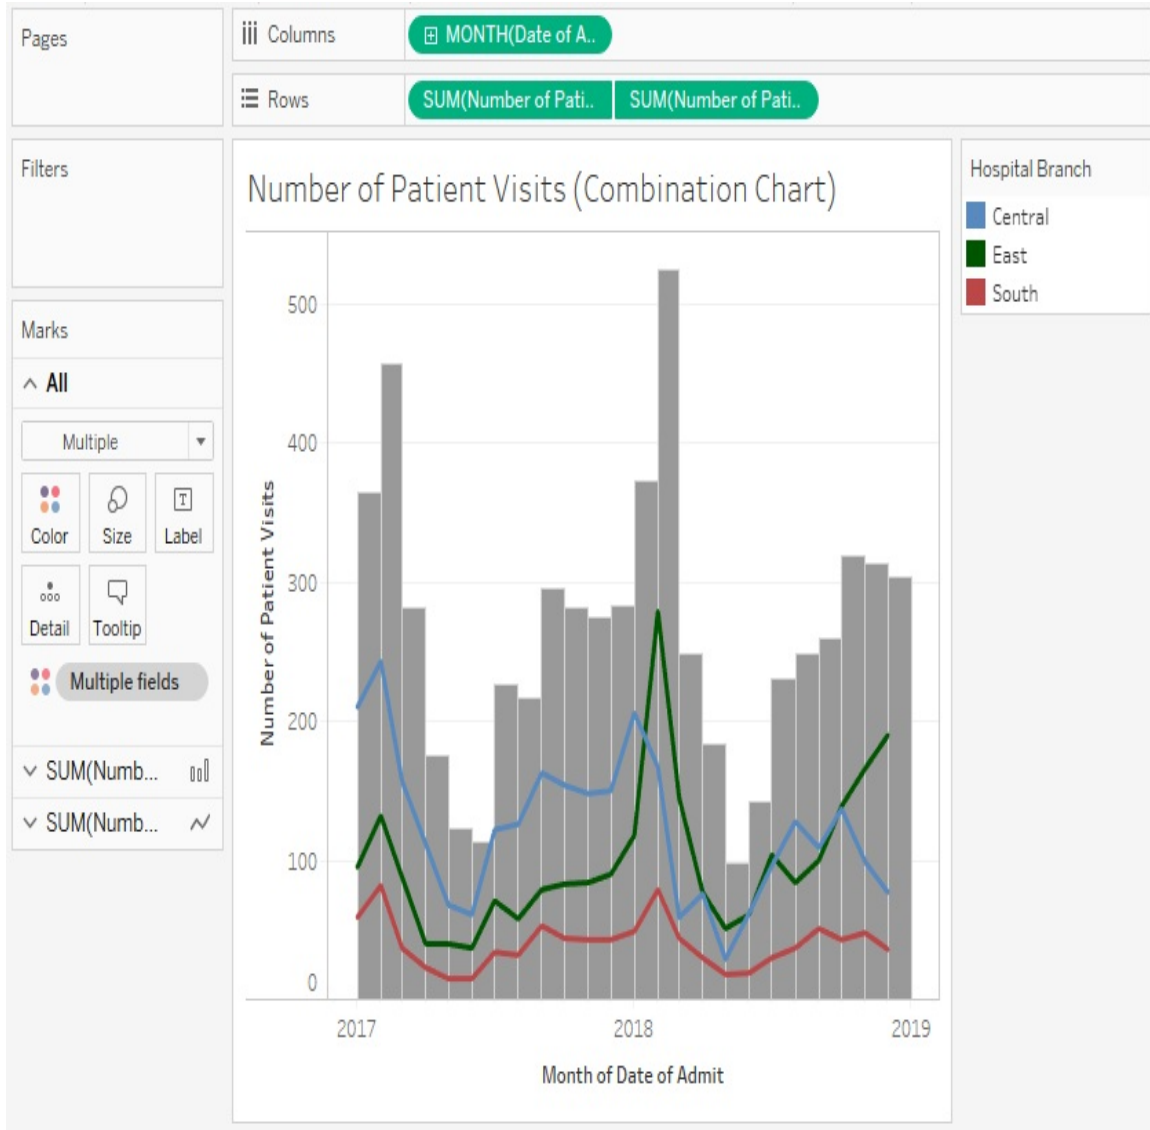 Pages
Columns
MONTH(Date of A..
Rows
SUM(Number of Pati..
SUM(Number of Pati..
Filters
Marks
All
Multiple
Color
Size
T
Label
Detail
Tooltip
Multiple fields
SUM(Numb...
SUM(Numb...
Number of Patient Visits (Combination Chart)
Number of Patient Visits
500
400
300
200
100
0
2017
2018
2019
Month of Date of Admit
Hospital Branch
Central
East
South